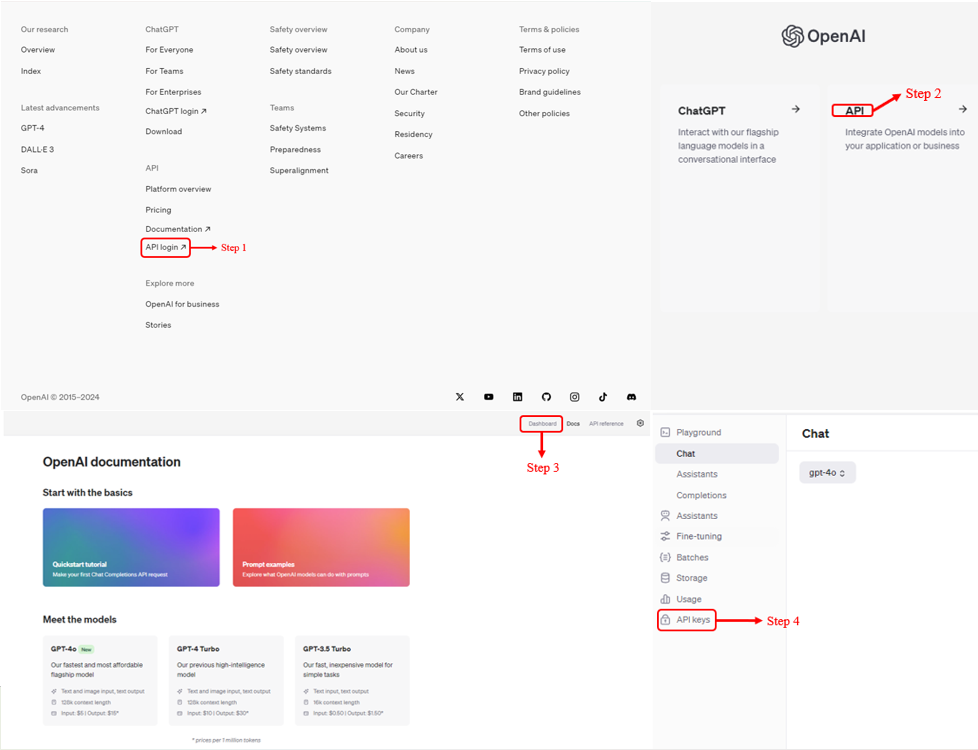 Our research
Overview
Index
Latest advancements
GPT-4
DALL·E 3
Sora
ChatGPT
For Everyone
For Teams
For Enterprises
ChatGPT login ↗
Download
API
Platform overview
Pricing
Documentation ↗
API login ↗
Step 1
Explore more
OpenAI for business
Stories
Safety overview
Safety overview
Safety standards
Teams
Safety Systems
Preparedness
Superalignment
Company
About us
News
Our Charter
Security
Residency
Careers
Terms & policies
Terms of use
Privacy policy
Brand guidelines
Other policies
OpenAI © 2015–2024
OpenAI
ChatGPT
Interact with our flagship
language models in a
conversational interface
API
Step 2
Integrate OpenAI models into
your application or business
Dashboard Docs API reference
Step 3
OpenAI documentation
Start with the basics
Quickstart tutorial
Make your first Chat Completions API request
Prompt examples
Explore what OpenAI models can do with prompts
Meet the models
GPT-4o New
Our fastest and most affordable
flagship model
Text and image input, text output
128k context length
Input: $5 | Output: $15*
GPT-4 Turbo
Our previous high-intelligence
model
Text and image input, text output
128k context length
Input: $10 | Output: $30*
GPT-3.5 Turbo
Our fast, inexpensive model for
simple tasks
Text input, text output
16k context length
Input: $0.50 | Output: $1.50*
* prices per 1 million tokens
Playground
Chat
Assistants
Completions
Assistants
Fine-tuning
Batches
Storage
Usage
API keys
Step 4
Chat
gpt-4o